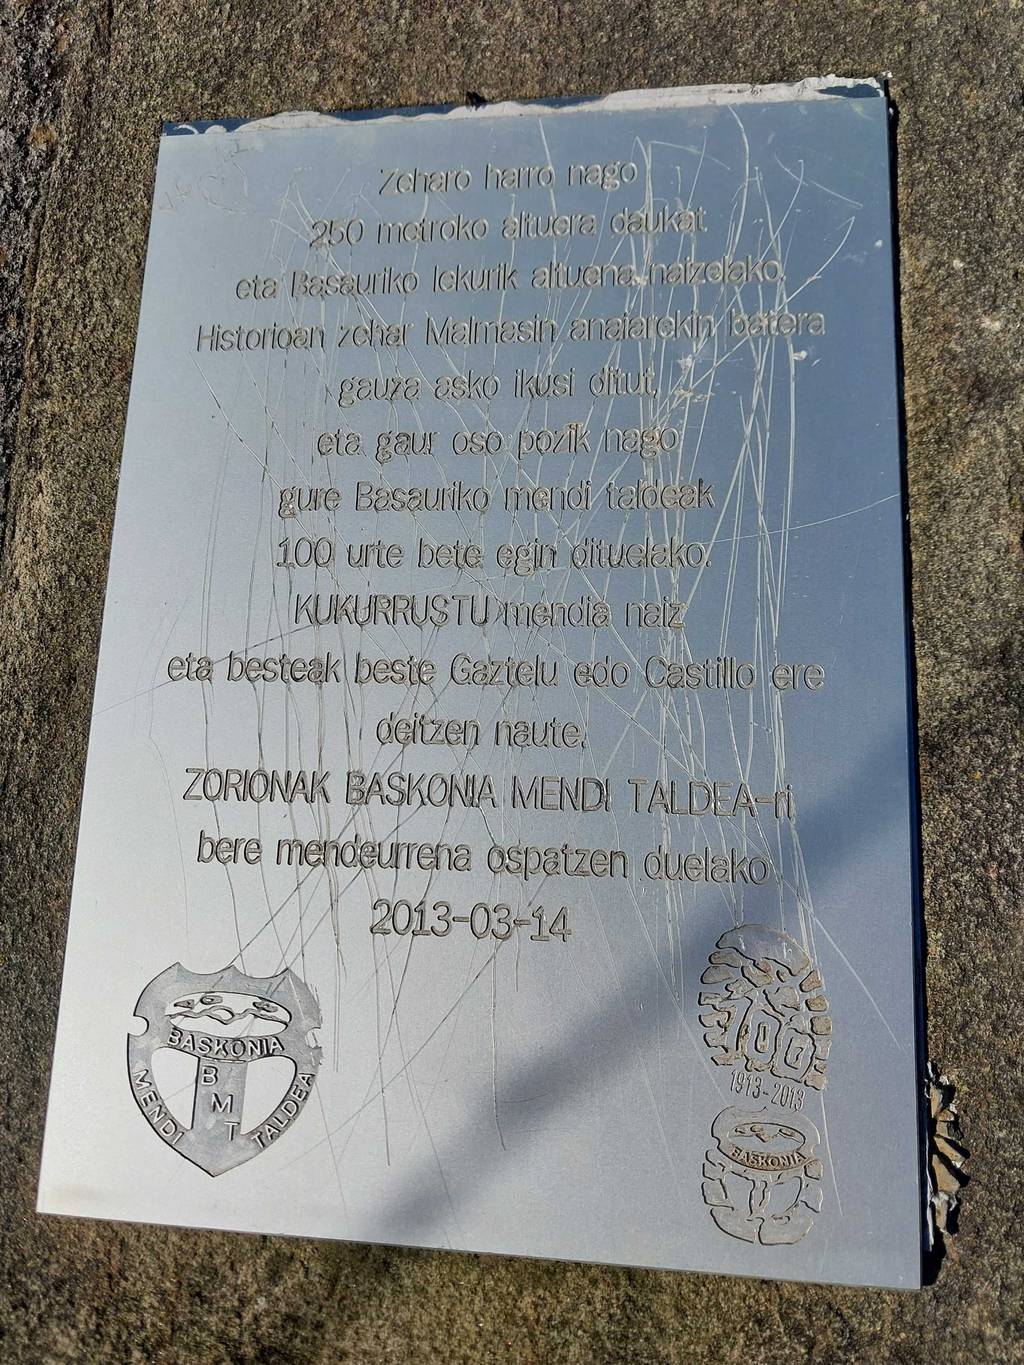 Zeharo harro nago
250 metroko altuera daukat
eta Basauriko lekurik altuena naizelako.
Historioan zehar Malmasin anaiarekin batera
gauza asko ikusi ditut,
eta gaur oso pozik nago
gure Basauriko mendi taldeak
100 urte bete egin dituelako.
KUKURRUSTU mendia naiz
eta besteak beste Gaztelu edo Castillo ere
deitzen naute.
ZORIONAK BASKONIA MENDI TALDEA-ri
bere mendeurrena ospatzen duelako
2013-03-14
BASKONIA
B
M
T
MENDI
TALDEA
100
1913-2013
BASKONIA